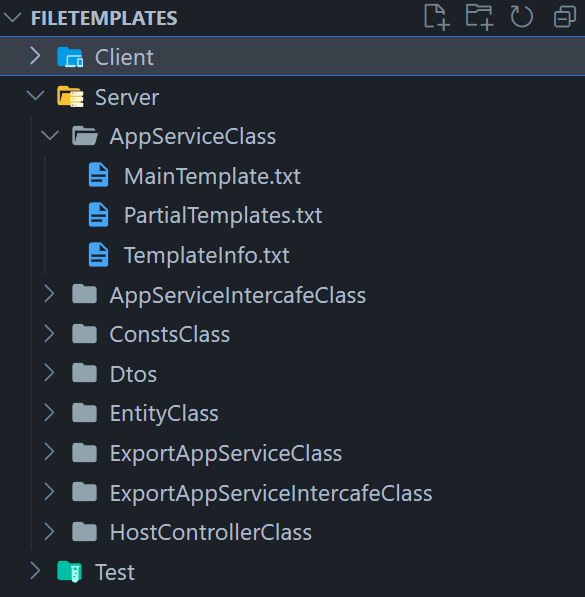 FILETEMPLATES
Client
Server
AppServiceClass
MainTemplate.txt
PartialTemplates.txt
TemplateInfo.txt
AppServiceIntercafeClass
ConstsClass
Dtos
EntityClass
ExportAppServiceClass
ExportAppServiceIntercafeClass
HostControllerClass
Test